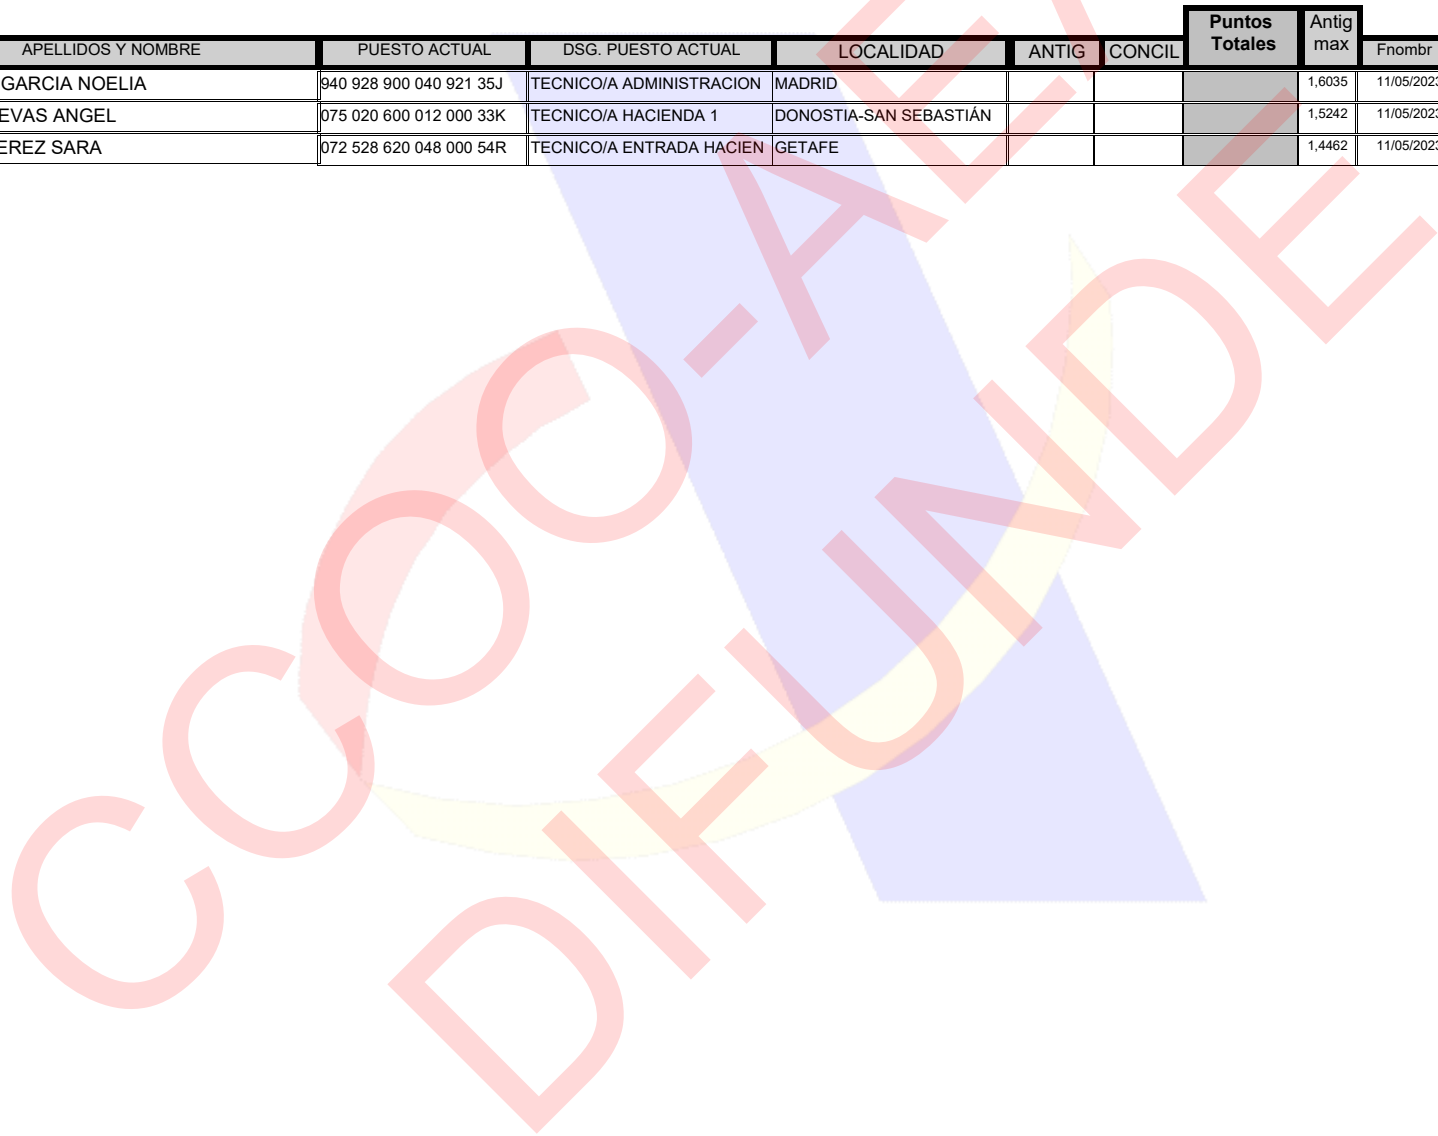 Puntos Totales Antig max
APELLIDOS Y NOMBRE PUESTO ACTUAL DSG. PUESTO ACTUAL LOCALIDAD ANTIG CONCIL Fnombr
GARCIA NOELIA 940 928 900 040 921 35J TECNICO/A ADMINISTRACION MADRID 1,6035 11/05/2023
EVAS ANGEL 075 020 600 012 000 33K TECNICO/A HACIENDA 1 DONOSTIA-SAN SEBASTIÁN 1,5242 11/05/2023
EREZ SARA 072 528 620 048 000 54R TECNICO/A ENTRADA HACIEN GETAFE 1,4462 11/05/2023
CCOO-AE
DIFUNDE